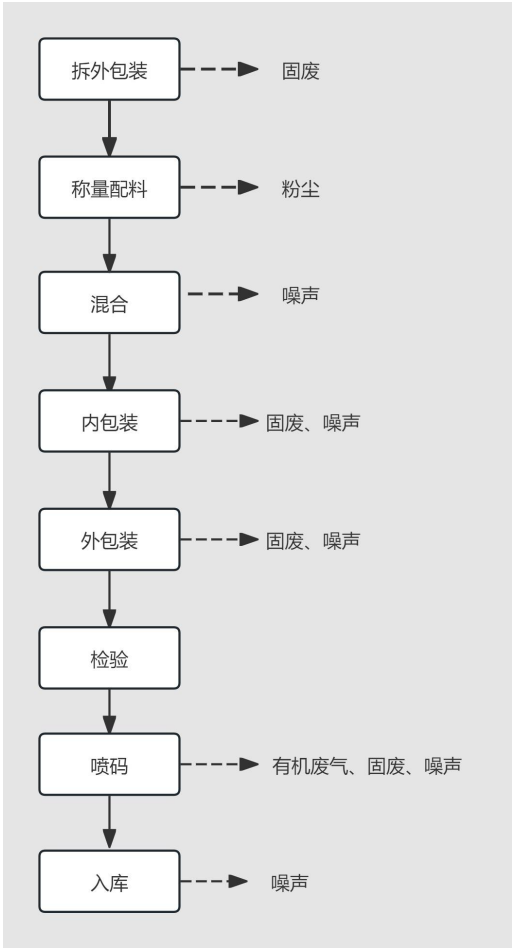 拆外包装
固废
称量配料
粉尘
混合
噪声
内包装
固废、噪声
外包装
固废、噪声
检验
喷码
有机废气、固废、噪声
入库
噪声